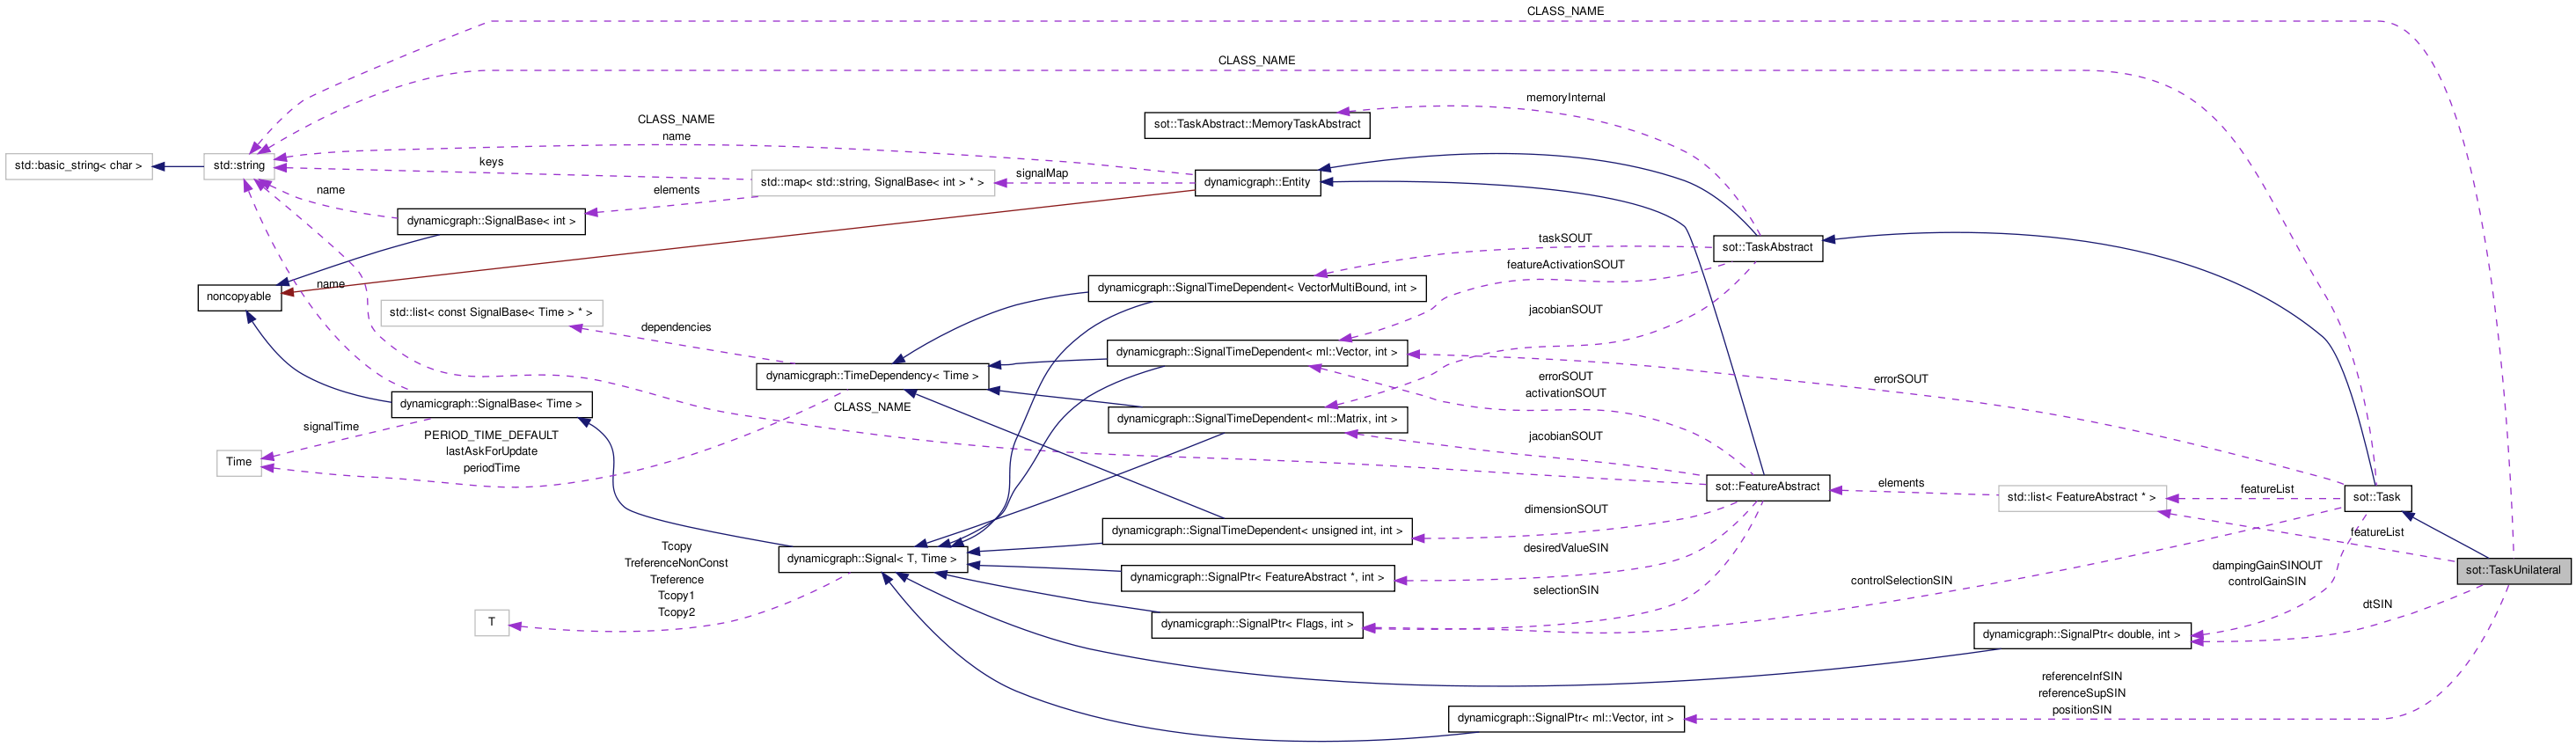 CLASS_NAME
CLASS_NAME
memoryInternal
sot::TaskAbstract::MemoryTaskAbstract
CLASS_NAME
name
std::basic_string< char >
std::string
keys
std::map< std::string, SignalBase< int > * >
signalMap
dynamicgraph::Entity
name
elements
dynamicgraph::SignalBase< int >
taskSOUT
sot::TaskAbstract
featureActivationSOUT
noncopyable
name
dynamicgraph::SignalTimeDependent< VectorMultiBound, int >
std::list< const SignalBase< Time > * >
jacobianSOUT
dependencies
dynamicgraph::SignalTimeDependent< ml::Vector, int >
dynamicgraph::TimeDependency< Time >
errorSOUT
activationSOUT
errorSOUT
dynamicgraph::SignalBase< Time >
CLASS_NAME
dynamicgraph::SignalTimeDependent< ml::Matrix, int >
signalTime
PERIOD_TIME_DEFAULT
lastAskForUpdate
periodTime
jacobianSOUT
Time
sot::FeatureAbstract
elements
std::list< FeatureAbstract * >
featureList
sot::Task
dimensionSOUT
dynamicgraph::SignalTimeDependent< unsigned int, int >
featureList
Tcopy
TreferenceNonConst
Treference
Tcopy1
Tcopy2
dynamicgraph::Signal< T, Time >
desiredValueSIN
dynamicgraph::SignalPtr< FeatureAbstract *, int >
controlSelectionSIN
dampingGainSINOUT
controlGainSIN
sot::TaskUnilateral
selectionSIN
dtSIN
T
dynamicgraph::SignalPtr< Flags, int >
dynamicgraph::SignalPtr< double, int >
referenceInfSIN
referenceSupSIN
positionSIN
dynamicgraph::SignalPtr< ml::Vector, int >